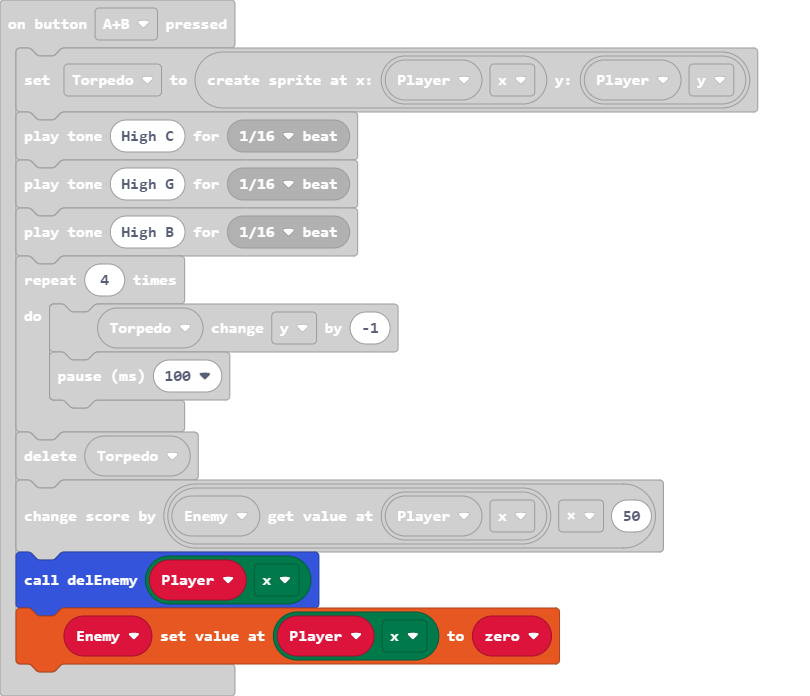 on button A+B pressed
set Torpedo to create sprite at x: Player x y: Player y
play tone High C for 1/16 beat
play tone High G for 1/16 beat
play tone High B for 1/16 beat
repeat 4 times
do
Torpedo change y by -1
pause (ms) 100
delete Torpedo
change score by Enemy get value at Player x × 50
call delEnemy Player x
Enemy set value at Player x to zero